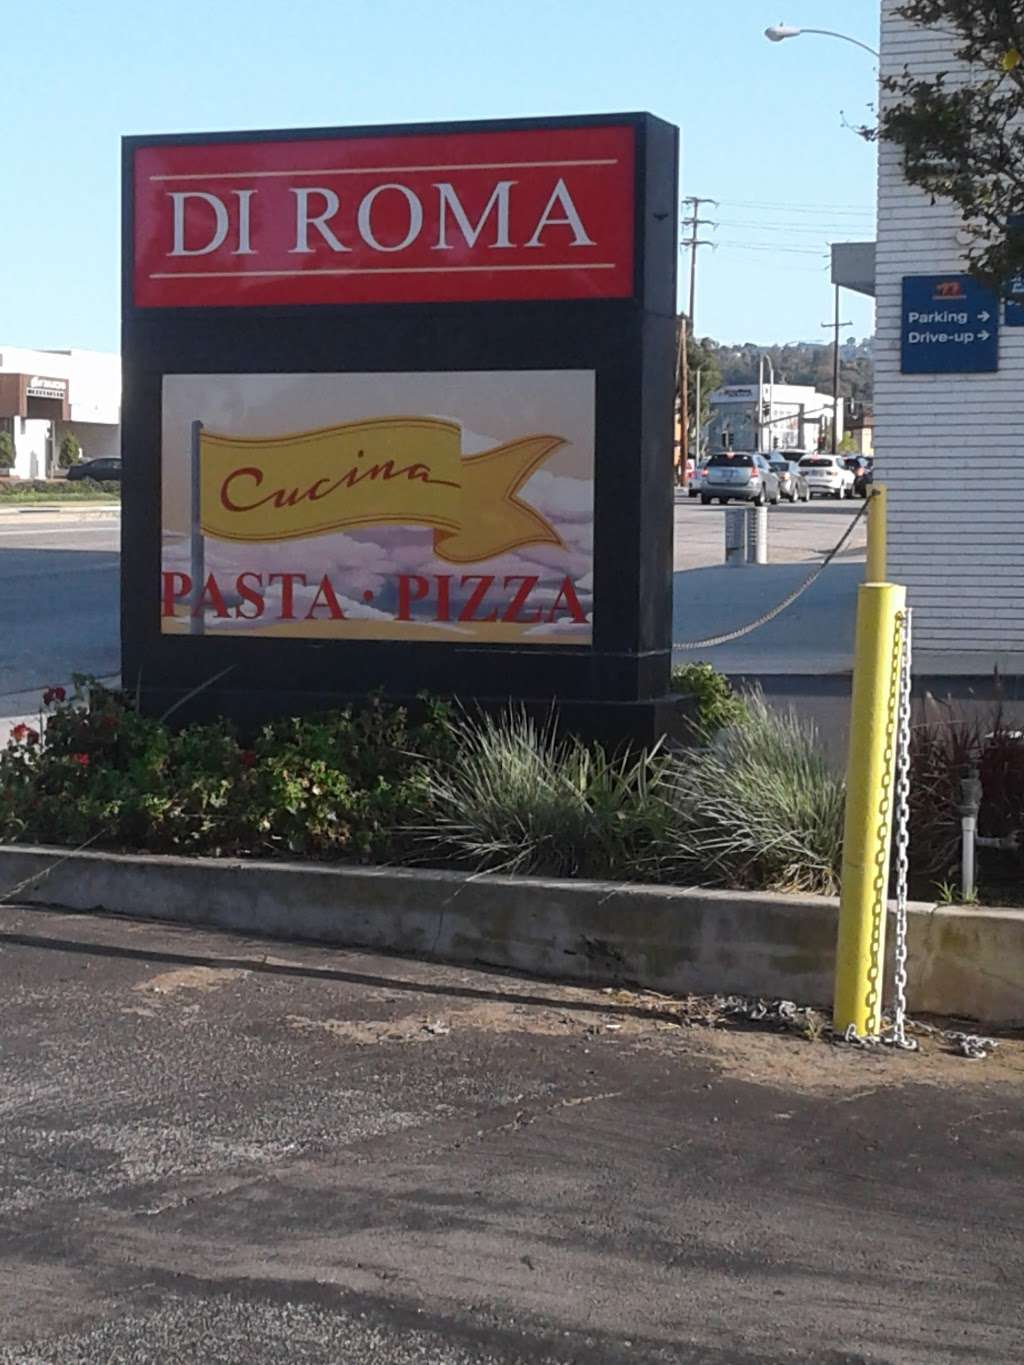 DI ROMA
Cucina
PASTA · PIZZA
Parking →
Drive-up →